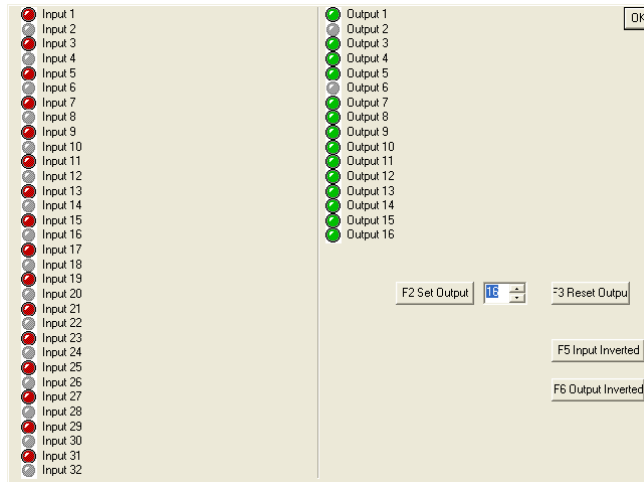 Input 1
Input 2
Input 3
Input 4
Input 5
Input 6
Input 7
Input 8
Input 9
Input 10
Input 11
Input 12
Input 13
Input 14
Input 15
Input 16
Input 17
Input 18
Input 19
Input 20
Input 21
Input 22
Input 23
Input 24
Input 25
Input 26
Input 27
Input 28
Input 29
Input 30
Input 31
Input 32
Output 1
Output 2
Output 3
Output 4
Output 5
Output 6
Output 7
Output 8
Output 9
Output 10
Output 11
Output 12
Output 13
Output 14
Output 15
Output 16
OK
F2 Set Output 16 F3 Reset Outpu
F5 Input Inverted
F6 Output Inverted